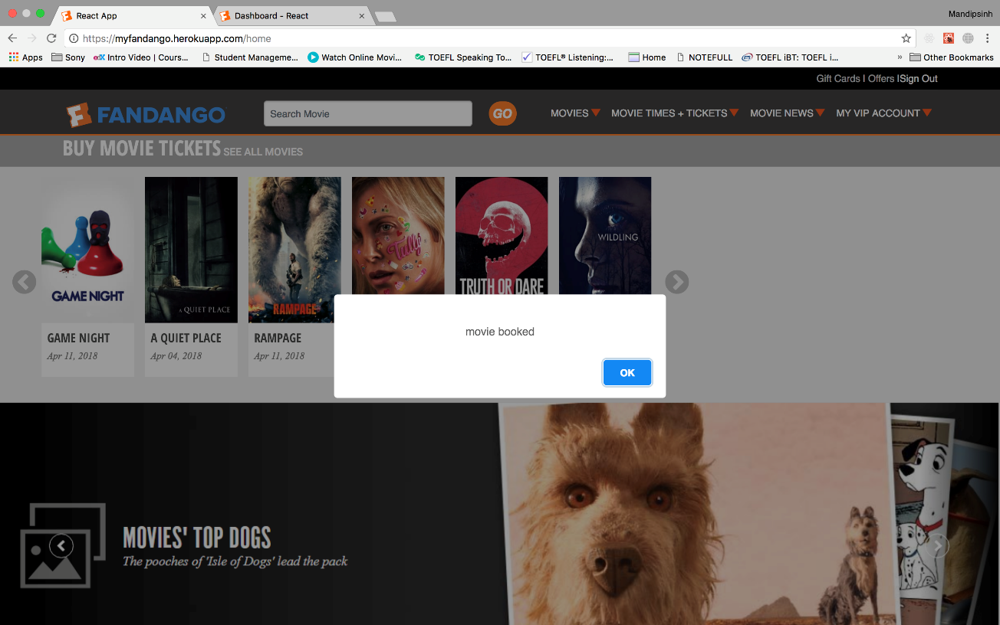 React App
Dashboard - React
Mandipsinh
https://myfandango.herokuapp.com/home
Apps
Sony
edX Intro Video | Cours...
Student Manageme...
Watch Online Movi...
TOEFL Speaking To...
TOEFL® Listening:...
Home
NOTEFULL
ETS TOEFL iBT: TOEFL i...
»
Other Bookmarks
Gift Cards I Offers ISign Out
FANDANGO
Search Movie
GO
MOVIES
MOVIE TIMES + TICKETS
MOVIE NEWS
MY VIP ACCOUNT
BUY MOVIE TICKETS SEE ALL MOVIES
GAME NIGHT
A QUIET PLACE
RAMPAGE
Tully
TRUTH OR DARE
WILDLING
GAME NIGHT
Apr 11, 2018
A QUIET PLACE
Apr 04, 2018
RAMPAGE
Apr 11, 2018
movie booked
OK
MOVIES' TOP DOGS
The pooches of 'Isle of Dogs' lead the pack